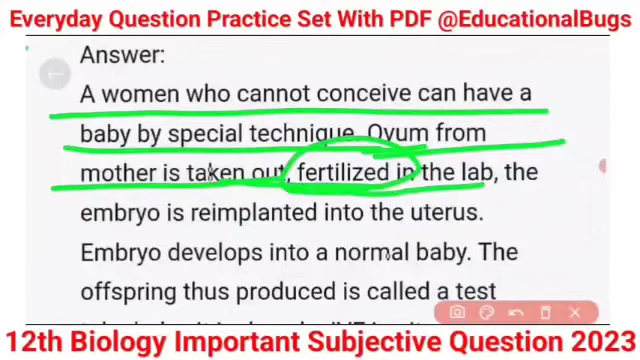 Everyday Question Practice Set With PDF @EducationalBugs
Answer:
A women who cannot conceive can have a
baby by special technique. Ovum from
mother is taken out, fertilized in the lab, the
embryo is reimplanted into the uterus.
Embryo develops into a normal baby. The
offspring thus produced is called a test
12th Biology Important Subjective Question 2023